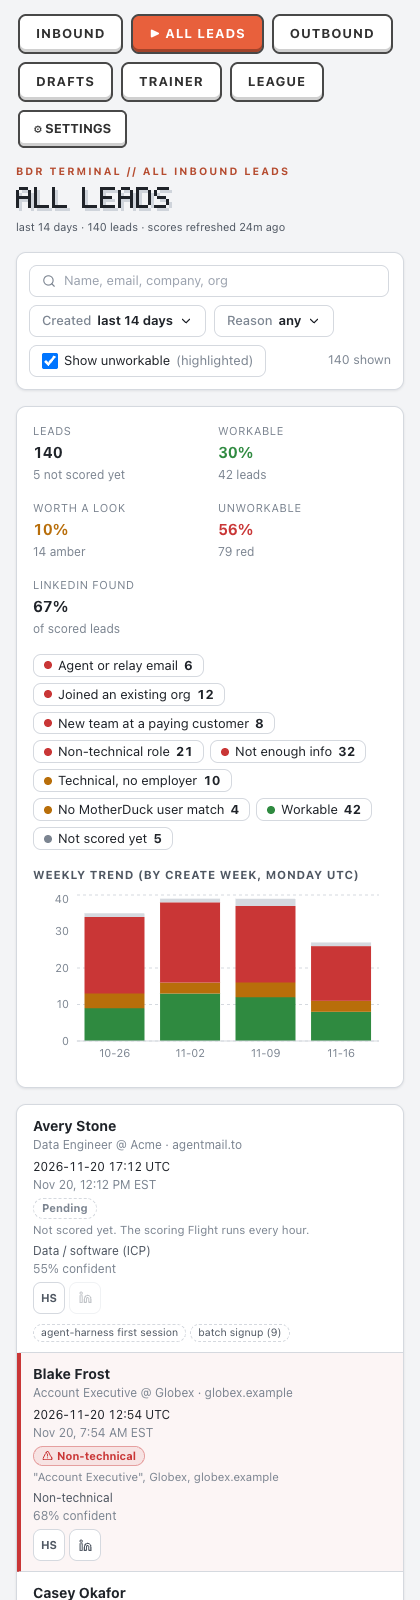 INBOUND
▶ ALL LEADS
OUTBOUND
DRAFTS
TRAINER
LEAGUE
⚙ SETTINGS
BDR TERMINAL // ALL INBOUND LEADS
ALL LEADS
last 14 days · 140 leads · scores refreshed 24m ago
Name, email, company, org
Created last 14 days
Reason any
Show unworkable (highlighted)
140 shown
LEADS
140
5 not scored yet
WORKABLE
30%
42 leads
WORTH A LOOK
10%
14 amber
UNWORKABLE
56%
79 red
LINKEDIN FOUND
67%
of scored leads
Agent or relay email 6
Joined an existing org 12
New team at a paying customer 8
Non-technical role 21
Not enough info 32
Technical, no employer 10
No MotherDuck user match 4
Workable 42
Not scored yet 5
WEEKLY TREND (BY CREATE WEEK, MONDAY UTC)
40
30
20
10
0
10-26
11-02
11-09
11-16
Avery Stone
Data Engineer @ Acme · agentmail.to
2026-11-20 17:12 UTC
Nov 20, 12:12 PM EST
Pending
Not scored yet. The scoring Flight runs every hour.
Data / software (ICP)
55% confident
HS
in
agent-harness first session
batch signup (9)
Blake Frost
Account Executive @ Globex · globex.example
2026-11-20 12:54 UTC
Nov 20, 7:54 AM EST
Non-technical
"Account Executive", Globex, globex.example
Non-technical
68% confident
HS
in
Casey Okafor